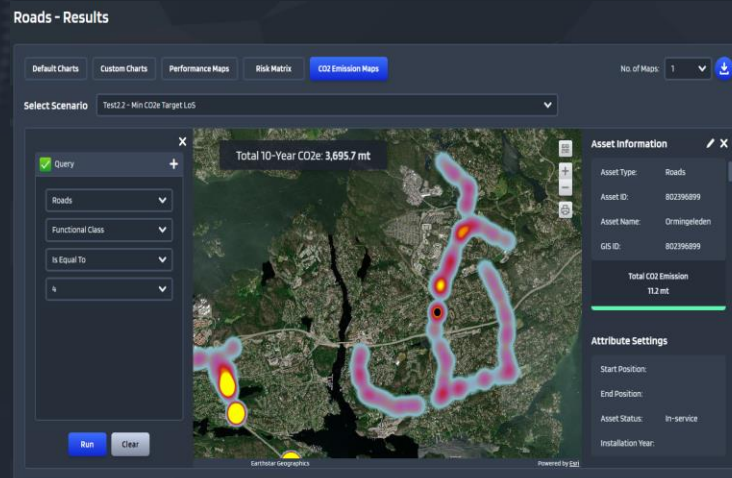 Roads - Results
Default Charts
Custom Charts
Performance Maps
Risk Matrix
CO2 Emission Maps
No. of Maps:
1
Select Scenario
Test2.2 - Min CO2e Target LoS
Query
Roads
Functional Class
Is Equal To
4
Run
Clear
Total 10-Year CO2e: 3,695.7 mt
Earthstar Geographics
Powered by Esri
Asset Information
Asset Type: Roads
Asset ID: 802396899
Asset Name: Ormingeleden
GIS ID: 802396899
Total CO2 Emission
11.2 mt
Attribute Settings
Start Position:
End Position:
Asset Status: In-service
Installation Year: